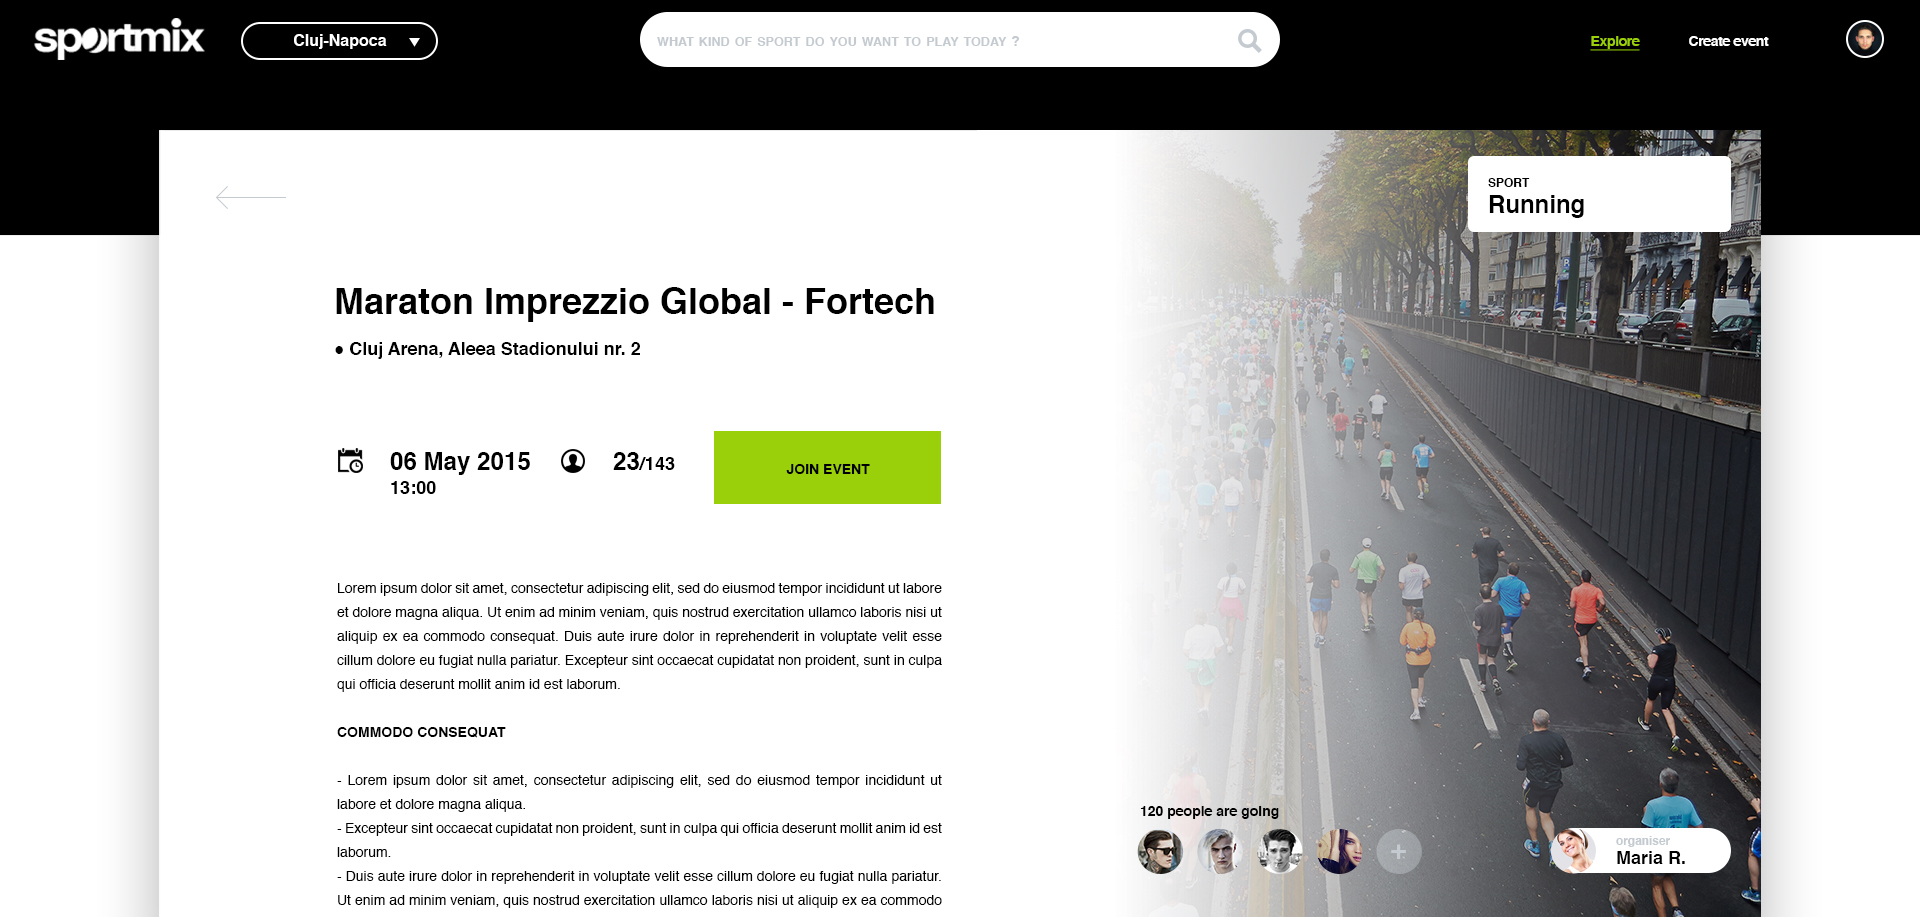 sportmix
Cluj-Napoca
WHAT KIND OF SPORT DO YOU WANT TO PLAY TODAY ?
Explore
Create event
SPORT
Running
Maraton Imprezzio Global - Fortech
• Cluj Arena, Aleea Stadionului nr. 2
06 May 2015
13:00
23/143
JOIN EVENT
Lorem ipsum dolor sit amet, consectetur adipiscing elit, sed do eiusmod tempor incididunt ut labore
et dolore magna aliqua. Ut enim ad minim veniam, quis nostrud exercitation ullamco laboris nisi ut
aliquip ex ea commodo consequat. Duis aute irure dolor in reprehenderit in voluptate velit esse
cillum dolore eu fugiat nulla pariatur. Excepteur sint occaecat cupidatat non proident, sunt in culpa
qui officia deserunt mollit anim id est laborum.
COMMODO CONSEQUAT
- Lorem ipsum dolor sit amet, consectetur adipiscing elit, sed do eiusmod tempor incididunt ut
labore et dolore magna aliqua.
- Excepteur sint occaecat cupidatat non proident, sunt in culpa qui officia deserunt mollit anim id est
laborum.
- Duis aute irure dolor in reprehenderit in voluptate velit esse cillum dolore eu fugiat nulla pariatur.
Ut enim ad minim veniam, quis nostrud exercitation ullamco laboris nisi ut aliquip ex ea commodo
120 people are going
organiser
Maria R.